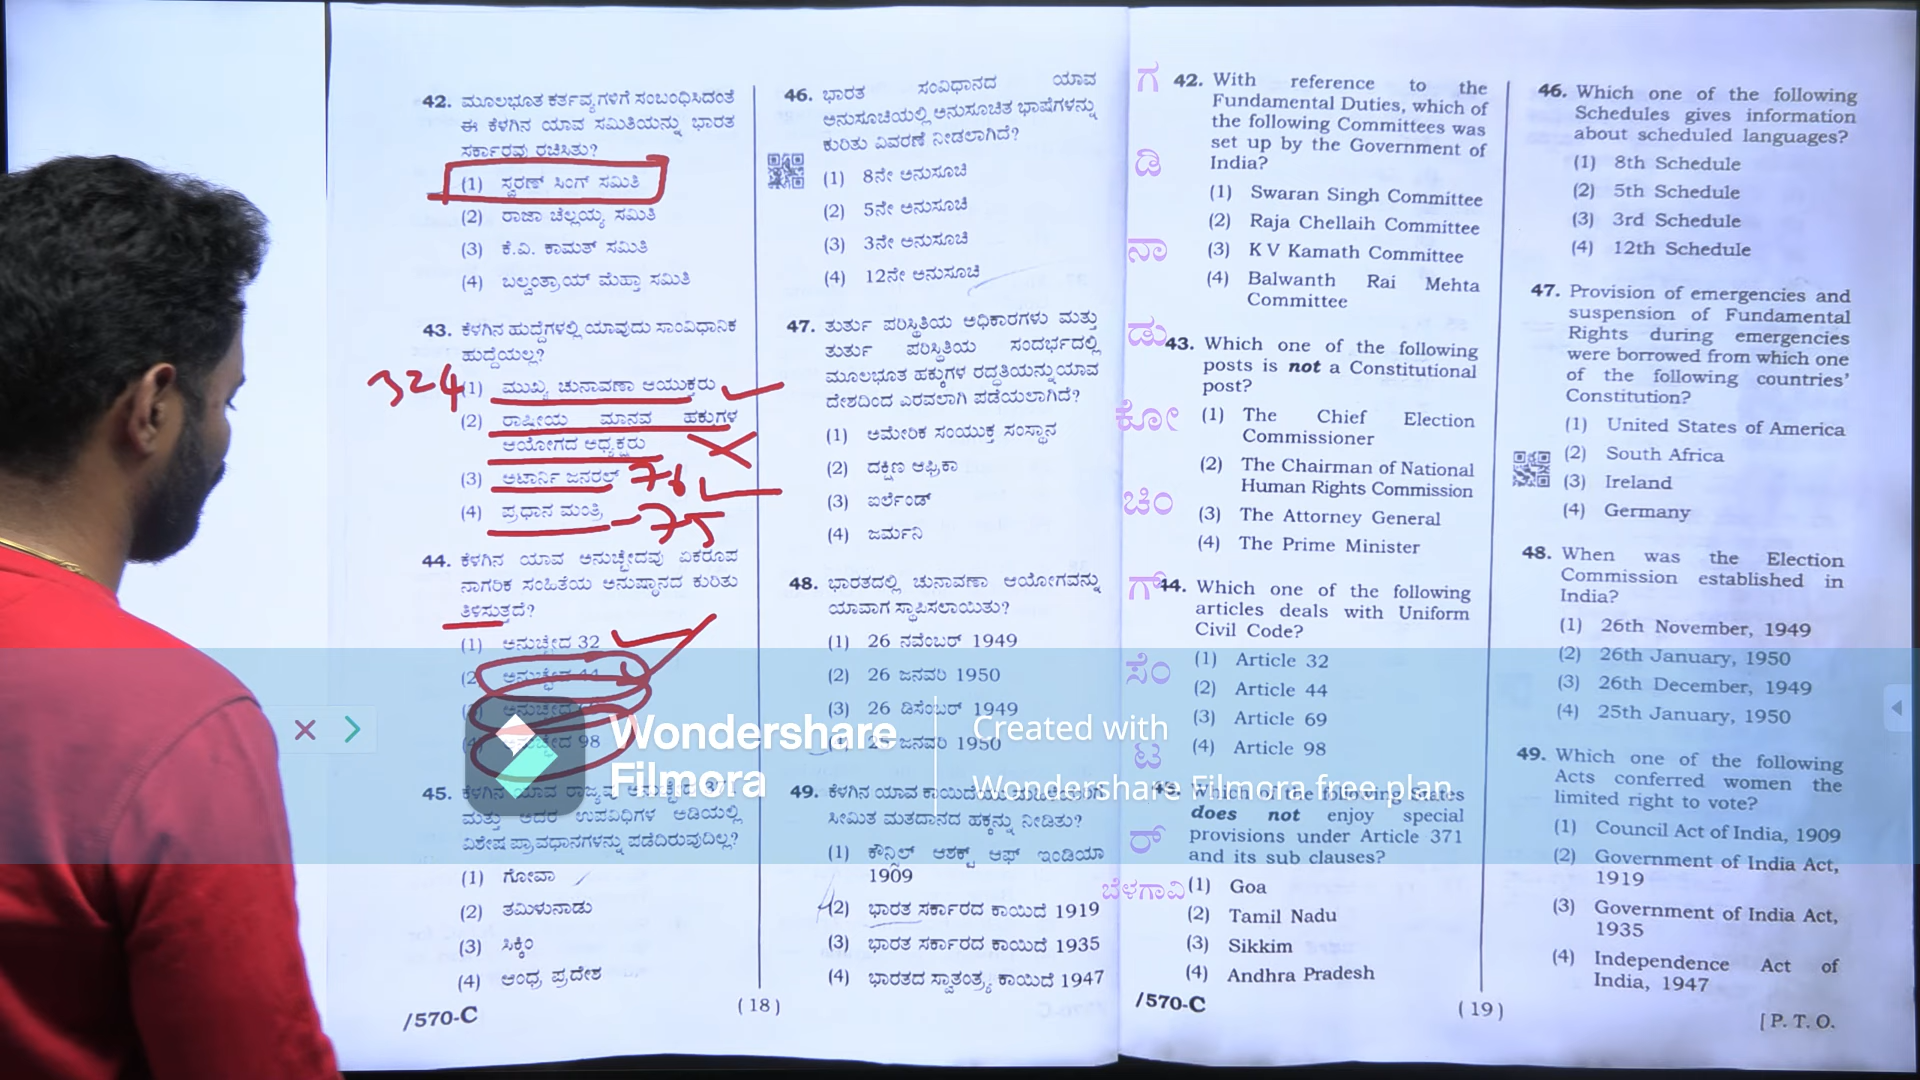 42. ಮೂಲಭೂತ ಕರ್ತವ್ಯಗಳಿಗೆ ಸಂಬಂಧಿಸಿದಂತೆ
ಈ ಕೆಳಗಿನ ಯಾವ ಸಮಿತಿಯನ್ನು ಭಾರತ
ಸರ್ಕಾರವು ರಚಿಸಿತು?
(1) ಸ್ವರಣ್ ಸಿಂಗ್ ಸಮಿತಿ
(2) ರಾಜಾ ಚೆಲ್ಲಯ್ಯ ಸಮಿತಿ
(3) ಕೆ.ವಿ. ಕಾಮತ್ ಸಮಿತಿ
(4) ಬಲ್ವಂತ್ರಾಯ್ ಮೆಹ್ತಾ ಸಮಿತಿ
43. ಕೆಳಗಿನ ಹುದ್ದೆಗಳಲ್ಲಿ ಯಾವುದು ಸಾಂವಿಧಾನಿಕ
ಹುದ್ದೆಯಲ್ಲ?
324
(1) ಮುಖ್ಯ ಚುನಾವಣಾ ಆಯುಕ್ತರು
(2) ರಾಷ್ಟ್ರೀಯ ಮಾನವ ಹಕ್ಕುಗಳ
ಆಯೋಗದ ಅಧ್ಯಕ್ಷರು
(3) ಅಟಾರ್ನಿ ಜನರಲ್ 76
(4) ಪ್ರಧಾನ ಮಂತ್ರಿ - 75
44. ಕೆಳಗಿನ ಯಾವ ಅನುಚ್ಛೇದವು ಏಕರೂಪ
ನಾಗರಿಕ ಸಂಹಿತೆಯ ಅನುಷ್ಠಾನದ ಕುರಿತು
ತಿಳಿಸುತ್ತದೆ?
(1) ಅನುಚ್ಛೇದ 32
(2) ಅನುಚ್ಛೇದ 44
ಅನುಚ್ಛೇದ
ಅನುಚ್ಛೇದ 98
45. ಕೆಳಗಿನ ಯಾವ ರಾಜ್ಯವು ಅನುಚ್ಛೇದ 371
ಮತ್ತು ಅದರ ಉಪವಿಧಿಗಳ ಅಡಿಯಲ್ಲಿ
ವಿಶೇಷ ಪ್ರಾವಧಾನಗಳನ್ನು ಪಡೆದಿರುವುದಿಲ್ಲ?
(1) ಗೋವಾ
(2) ತಮಿಳುನಾಡು
(3) ಸಿಕ್ಕಿಂ
(4) ಆಂಧ್ರ ಪ್ರದೇಶ
/570-C
46. ಭಾರತ ಸಂವಿಧಾನದ ಯಾವ
ಅನುಸೂಚಿಯಲ್ಲಿ ಅನುಸೂಚಿತ ಭಾಷೆಗಳನ್ನು
ಕುರಿತು ವಿವರಣೆ ನೀಡಲಾಗಿದೆ?
(1) 8ನೇ ಅನುಸೂಚಿ
(2) 5ನೇ ಅನುಸೂಚಿ
(3) 3ನೇ ಅನುಸೂಚಿ
(4) 12ನೇ ಅನುಸೂಚಿ
47. ತುರ್ತು ಪರಿಸ್ಥಿತಿಯ ಅಧಿಕಾರಗಳು ಮತ್ತು
ತುರ್ತು ಪರಿಸ್ಥಿತಿಯ ಸಂದರ್ಭದಲ್ಲಿ
ಮೂಲಭೂತ ಹಕ್ಕುಗಳ ರದ್ದತಿಯನ್ನು ಯಾವ
ದೇಶದಿಂದ ಎರವಲಾಗಿ ಪಡೆಯಲಾಗಿದೆ?
(1) ಅಮೇರಿಕ ಸಂಯುಕ್ತ ಸಂಸ್ಥಾನ
(2) ದಕ್ಷಿಣ ಆಫ್ರಿಕಾ
(3) ಐರ್ಲೆಂಡ್
(4) ಜರ್ಮನಿ
48. ಭಾರತದಲ್ಲಿ ಚುನಾವಣಾ ಆಯೋಗವನ್ನು
ಯಾವಾಗ ಸ್ಥಾಪಿಸಲಾಯಿತು?
(1) 26 ನವೆಂಬರ್ 1949
(2) 26 ಜನವರಿ 1950
(3) 26 ಡಿಸೆಂಬರ್ 1949
(4) 25 ಜನವರಿ 1950
49. ಕೆಳಗಿನ ಯಾವ
ಸೀಮಿತ ಮತದಾನದ ಹಕ್ಕನ್ನು ನೀಡಿತು?
(1) ಕೌನ್ಸಿಲ್ ಆಕ್ಟ್ ಆಫ್ ಇಂಡಿಯಾ
1909
(2) ಭಾರತ ಸರ್ಕಾರದ ಕಾಯಿದೆ 1919
(3) ಭಾರತ ಸರ್ಕಾರದ ಕಾಯಿದೆ 1935
(4) ಭಾರತದ ಸ್ವಾತಂತ್ರ್ಯ ಕಾಯಿದೆ 1947
( 18 )
ಗ
ಡಿ
ನಾ
ಡು
ಕೋ
ಚಿಂ
ಗ್
ಸೆಂ
ಟ
ರ್
ಬೆಳಗಾವಿ
42. With reference to the
Fundamental Duties, which of
the following Committees was
set up by the Government of
India?
(1) Swaran Singh Committee
(2) Raja Chellaih Committee
(3) K V Kamath Committee
(4) Balwanth Rai Mehta
Committee
43. Which one of the following
posts is not a Constitutional
post?
(1) The Chief Election
Commissioner
(2) The Chairman of National
Human Rights Commission
(3) The Attorney General
(4) The Prime Minister
44. Which one of the following
articles deals with Uniform
Civil Code?
(1) Article 32
(2) Article 44
(3) Article 69
(4) Article 98
45. Which of the following States
does not enjoy special
provisions under Article 371
and its sub clauses?
(1) Goa
(2) Tamil Nadu
(3) Sikkim
(4) Andhra Pradesh
/570-C
46. Which one of the following
Schedules gives information
about scheduled languages?
(1) 8th Schedule
(2) 5th Schedule
(3) 3rd Schedule
(4) 12th Schedule
47. Provision of emergencies and
suspension of Fundamental
Rights during emergencies
were borrowed from which one
of the following countries'
Constitution?
(1) United States of America
(2) South Africa
(3) Ireland
(4) Germany
48. When was the Election
Commission established in
India?
(1) 26th November, 1949
(2) 26th January, 1950
(3) 26th December, 1949
(4) 25th January, 1950
49. Which one of the following
Acts conferred women the
limited right to vote?
(1) Council Act of India, 1909
(2) Government of India Act,
1919
(3) Government of India Act,
1935
(4) Independence Act of
India, 1947
( 19 )
[ P. T. O.
Wondershare
Filmora
Created with
Wondershare Filmora free plan